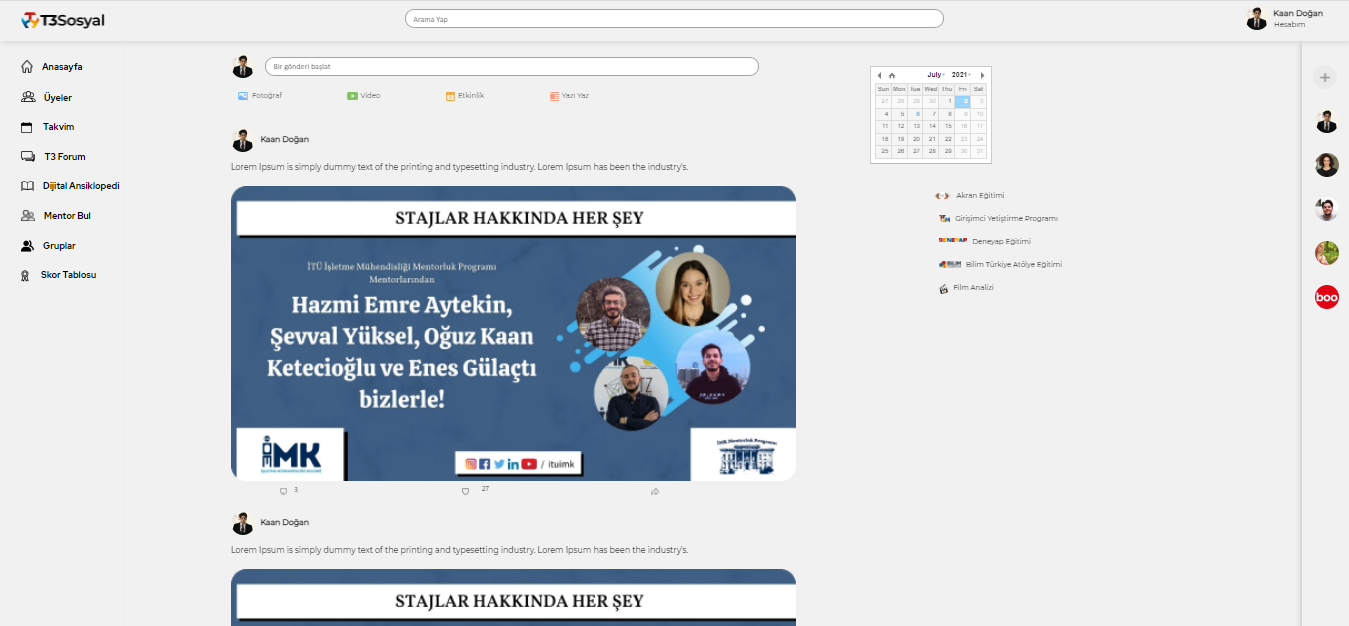 T3Sosyal
Arama Yap
Kaan Doğan
Hesabım
Anasayfa
Üyeler
Takvim
T3 Forum
Dijital Ansiklopedi
Mentor Bul
Gruplar
Skor Tablosu
Bir gönderi başlat
Fotoğraf
Video
Etkinlik
Yazı Yaz
Kaan Doğan
Lorem Ipsum is simply dummy text of the printing and typesetting industry. Lorem Ipsum has been the industry's.
STAJLAR HAKKINDA HER ŞEY
İTÜ İşletme Mühendisliği Mentorluk Programı
Mentorlarından
Hazmi Emre Aytekin,
Şevval Yüksel, Oğuz Kaan
Ketecioğlu ve Enes Gülaçtı
bizlerle!
İMK
/ ituimk
İMK Mentorluk Programı
3
27
Kaan Doğan
Lorem Ipsum is simply dummy text of the printing and typesetting industry. Lorem Ipsum has been the industry's.
STAJLAR HAKKINDA HER ŞEY
July 2021
Sun Mon Tue Wed Thu Fri Sat
27 28 29 30 1 2 3
4 5 6 7 8 9 10
11 12 13 14 15 16 17
18 19 20 21 22 23 24
25 26 27 28 29 30 31
Akran Eğitimi
Girişimci Yetiştirme Programı
DENEYAP Deneyap Eğitimi
Bilim Türkiye Atölye Eğitimi
Film Analizi
boo